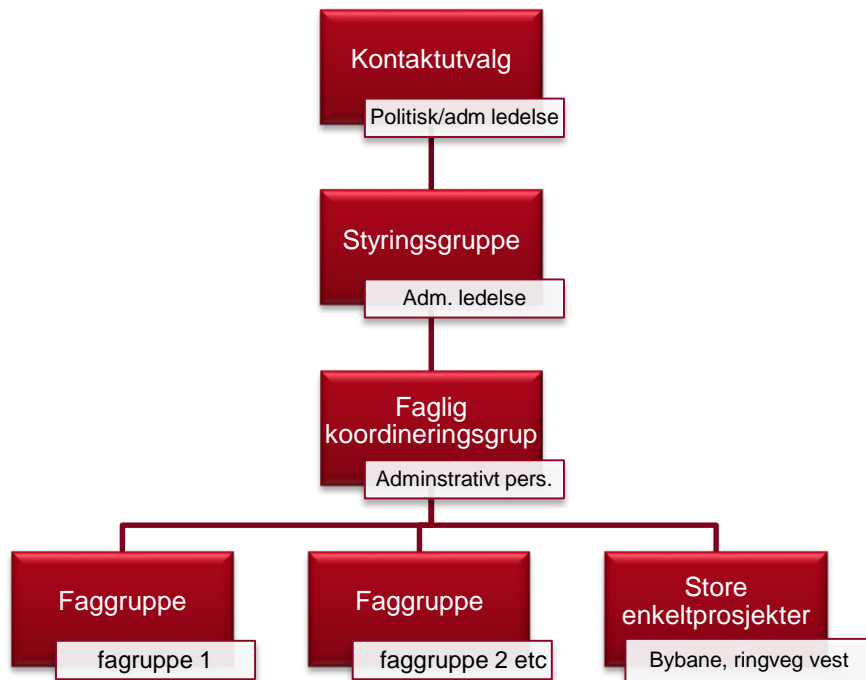 Kontaktutvalg
Politisk/adm ledelse
Styringsgruppe
Adm. ledelse
Faglig
koordineringsgrup
Adminstrativt pers.
Faggruppe
fagruppe 1
Faggruppe
faggruppe 2 etc
Store
enkeltprosjekter
Bybane, ringveg vest